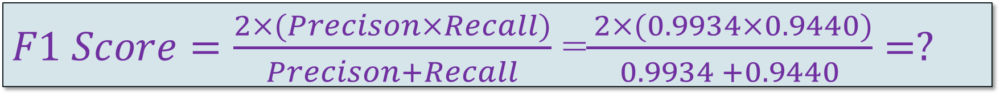 F1 Score = 2×(Precison×Recall) / Precison+Recall = 2×(0.9934×0.9440) / 0.9934 +0.9440 =?